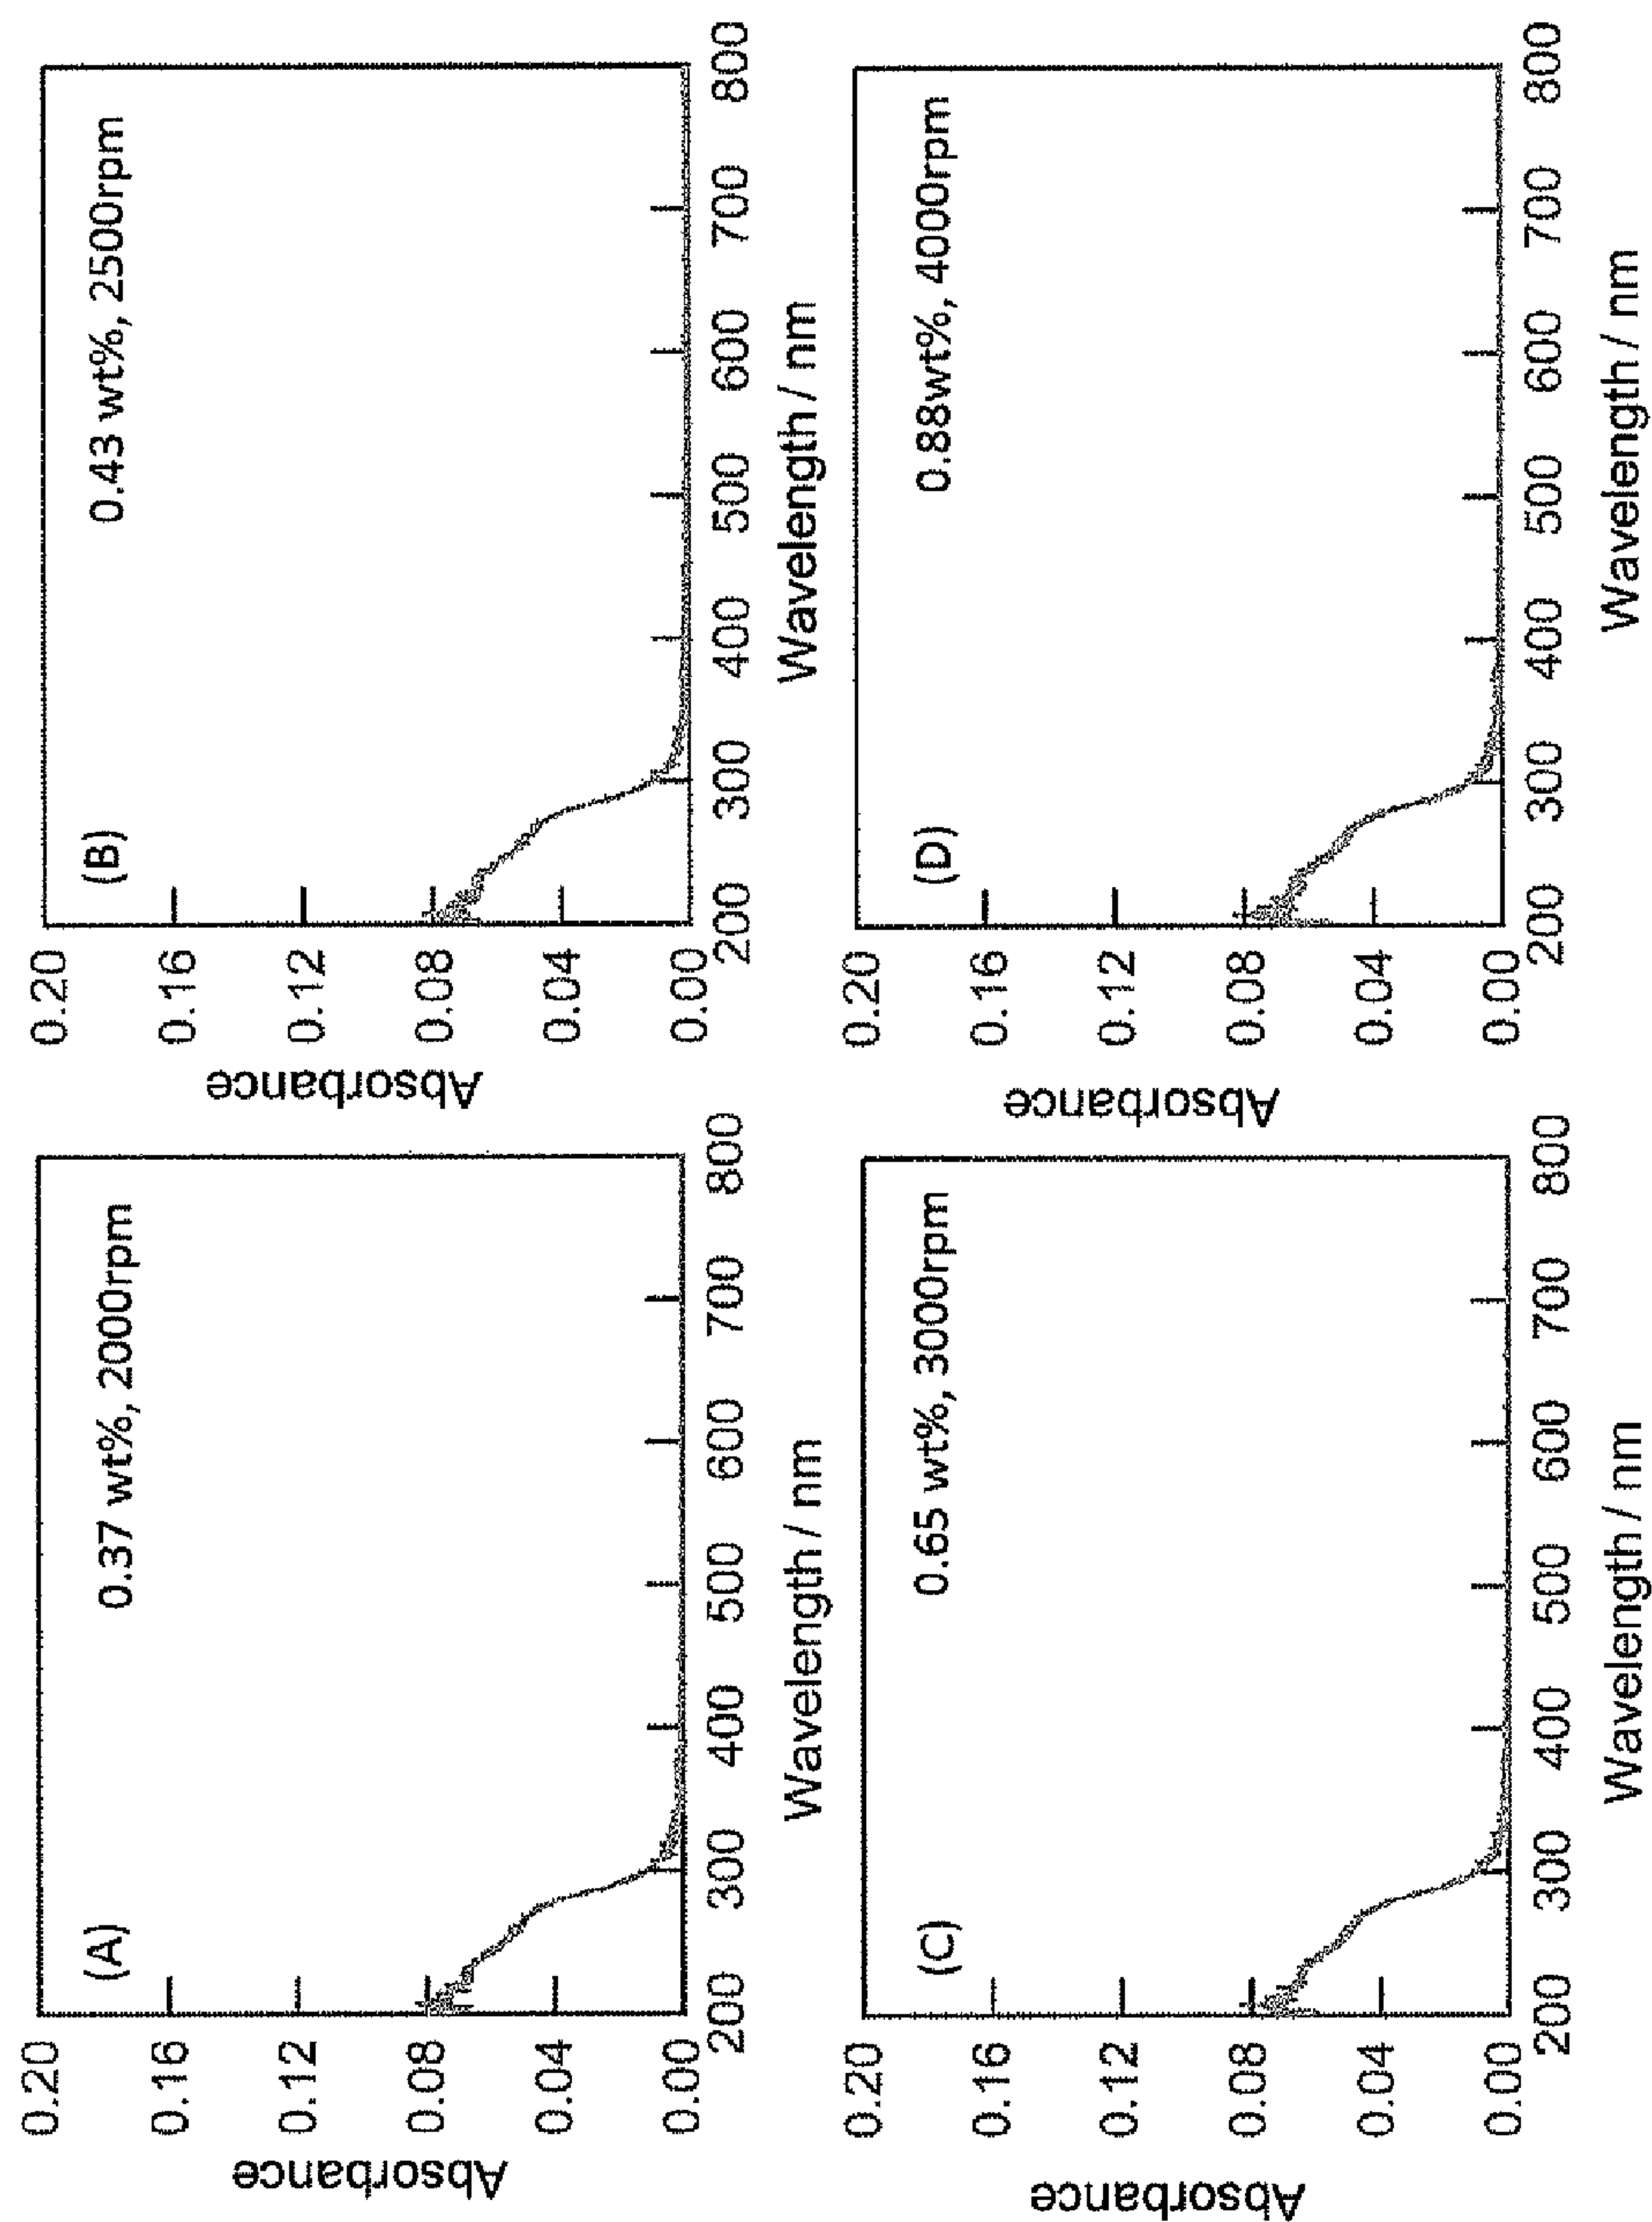 (A)
0.37 wt%, 2000rpm
Absorbance
0.20
0.16
0.12
0.08
0.04
0.00
200 300 400 500 600 700 800
Wavelength / nm
(B)
0.43 wt%, 2500rpm
Absorbance
0.20
0.16
0.12
0.08
0.04
0.00
200 300 400 500 600 700 800
Wavelength / nm
(C)
0.65 wt%, 3000rpm
Absorbance
0.20
0.16
0.12
0.08
0.04
0.00
200 300 400 500 600 700 800
Wavelength / nm
(D)
0.88wt%, 4000rpm
Absorbance
0.20
0.16
0.12
0.08
0.04
0.00
200 300 400 500 600 700 800
Wavelength / nm